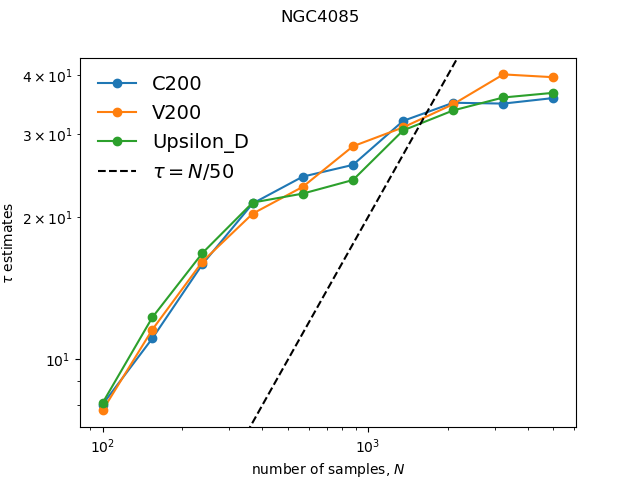 NGC4085
C200
V200
Upsilon_D
τ = N/50
4 × 10¹
3 × 10¹
2 × 10¹
10¹
τ estimates
10² 10³
number of samples, N